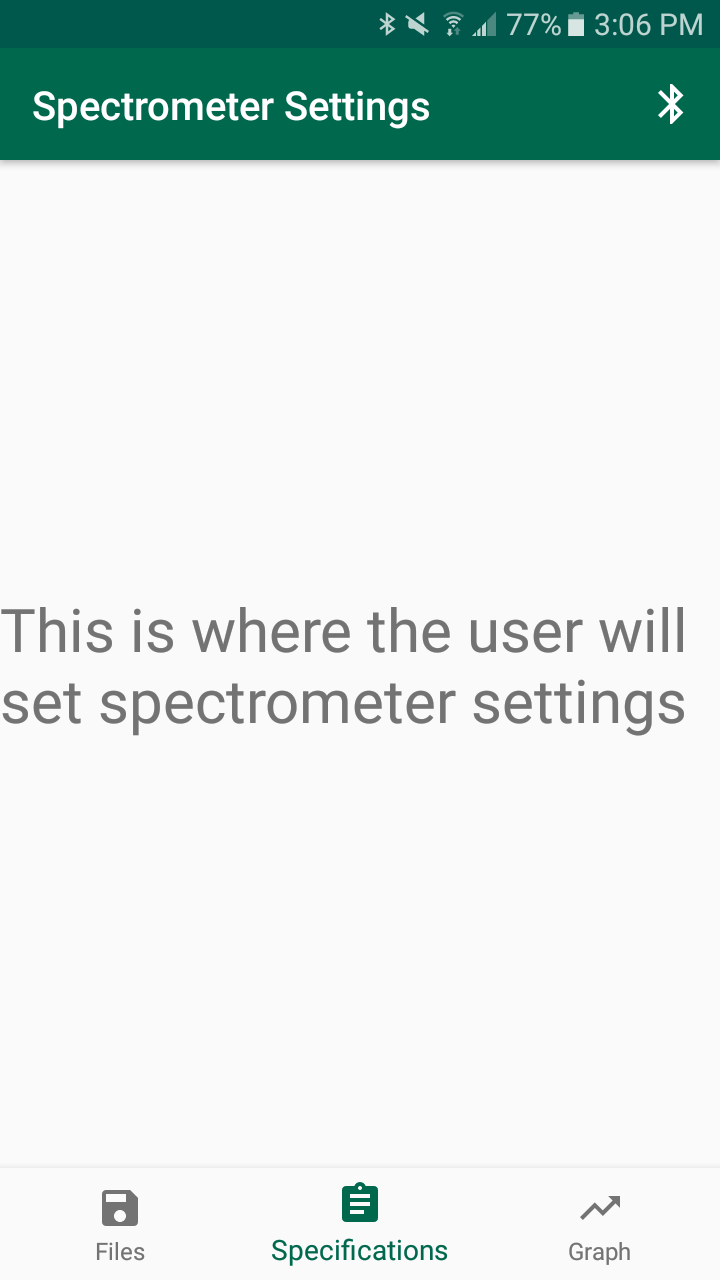 77% 3:06 PM
Spectrometer Settings
This is where the user will
set spectrometer settings
Files
Specifications
Graph